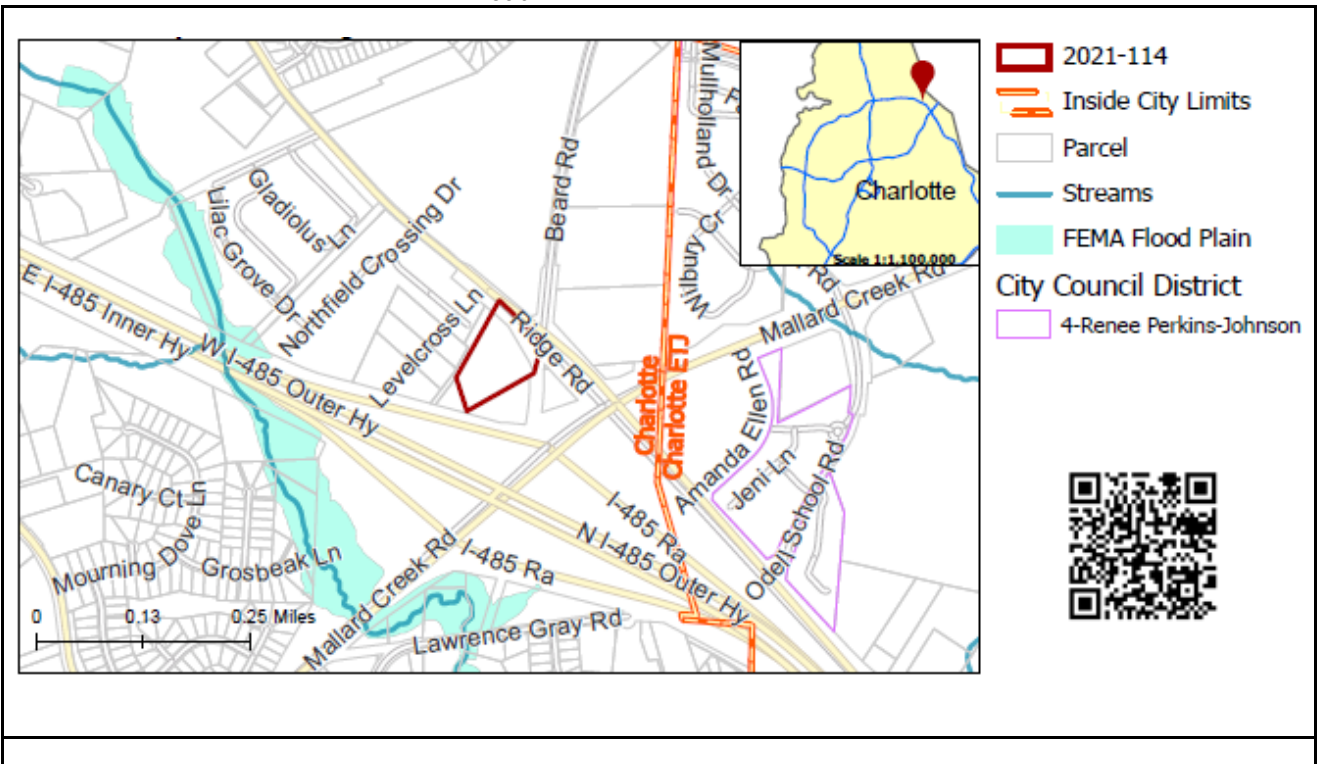 Mullholland Dr
Beard Rd
Gladiolus Ln
Lilac Grove Dr
Northfield Crossing Dr
Wilbury Cr
Charlotte
Scale 1:1,100,000
Rd
Mallard Creek Rd
E I-485 Inner Hy
W I-485 Outer Hy
Levelcross Ln
Ridge Rd
Charlotte
Charlotte ETJ
Amanda Ellen Rd
Jeni Ln
Odell School Rd
Canary Ct
Mourning Dove Ln
Grosbeak Ln
I-485 Ra
N I-485 Outer Hy
I-485 Ra
Mallard Creek Rd
Lawrence Gray Rd
0 0.13 0.25 Miles
2021-114
Inside City Limits
Parcel
Streams
FEMA Flood Plain
City Council District
4-Renee Perkins-Johnson